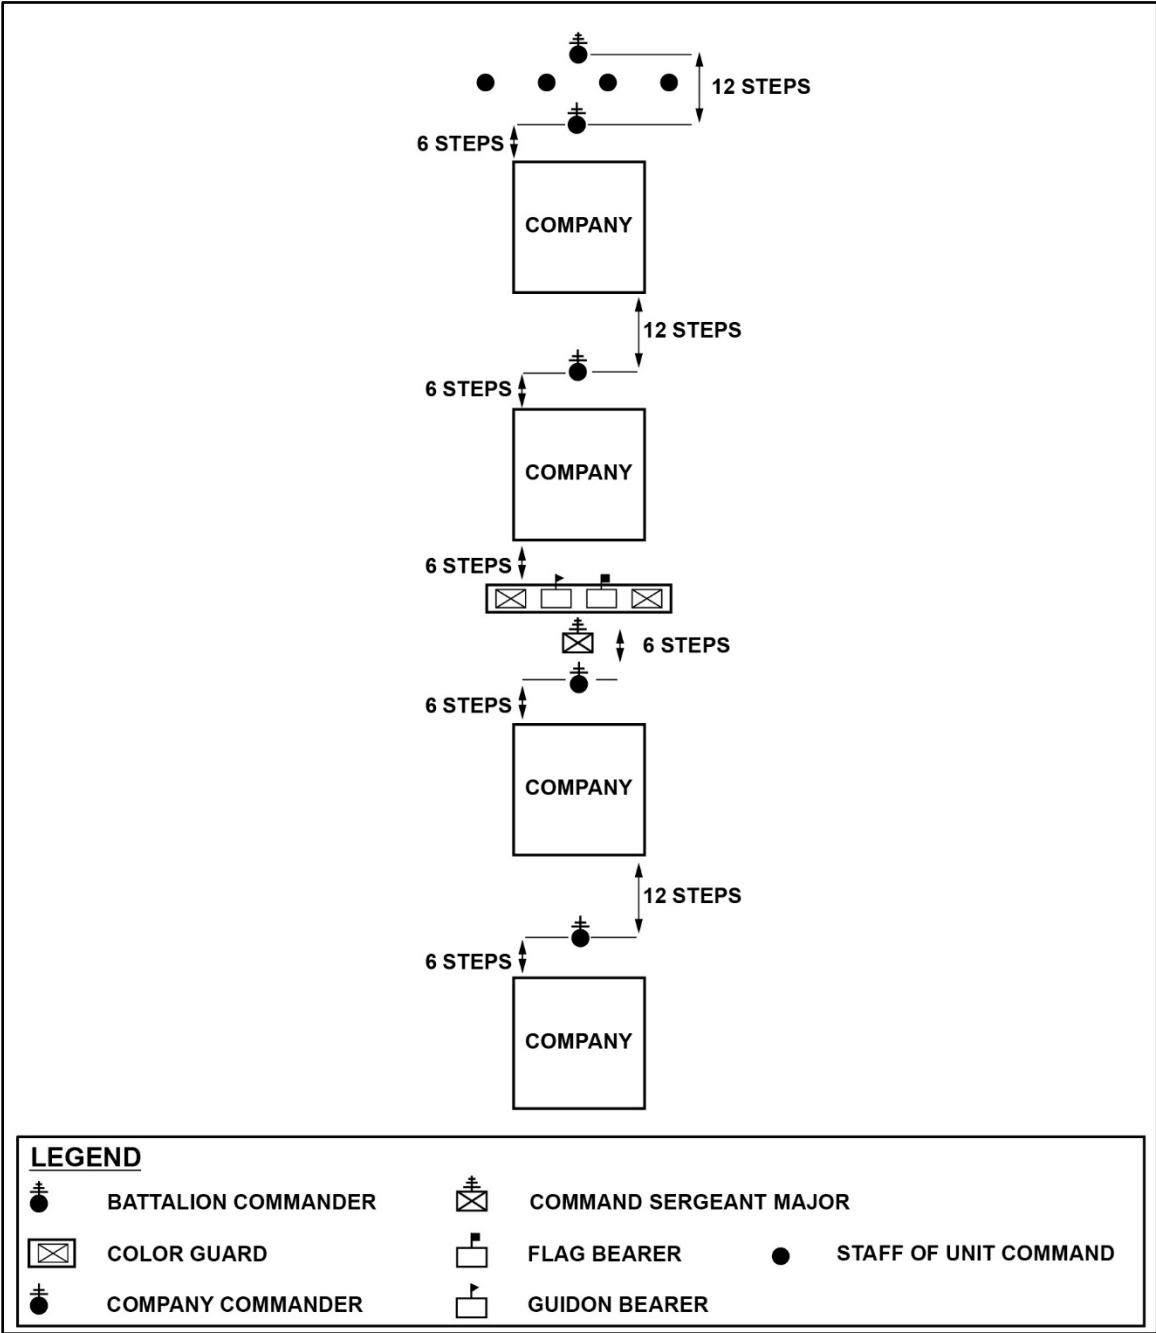 12 STEPS
6 STEPS
COMPANY
12 STEPS
6 STEPS
COMPANY
6 STEPS
6 STEPS
6 STEPS
COMPANY
12 STEPS
6 STEPS
COMPANY
LEGEND
BATTALION COMMANDER
COMMAND SERGEANT MAJOR
COLOR GUARD
FLAG BEARER
STAFF OF UNIT COMMAND
COMPANY COMMANDER
GUIDON BEARER